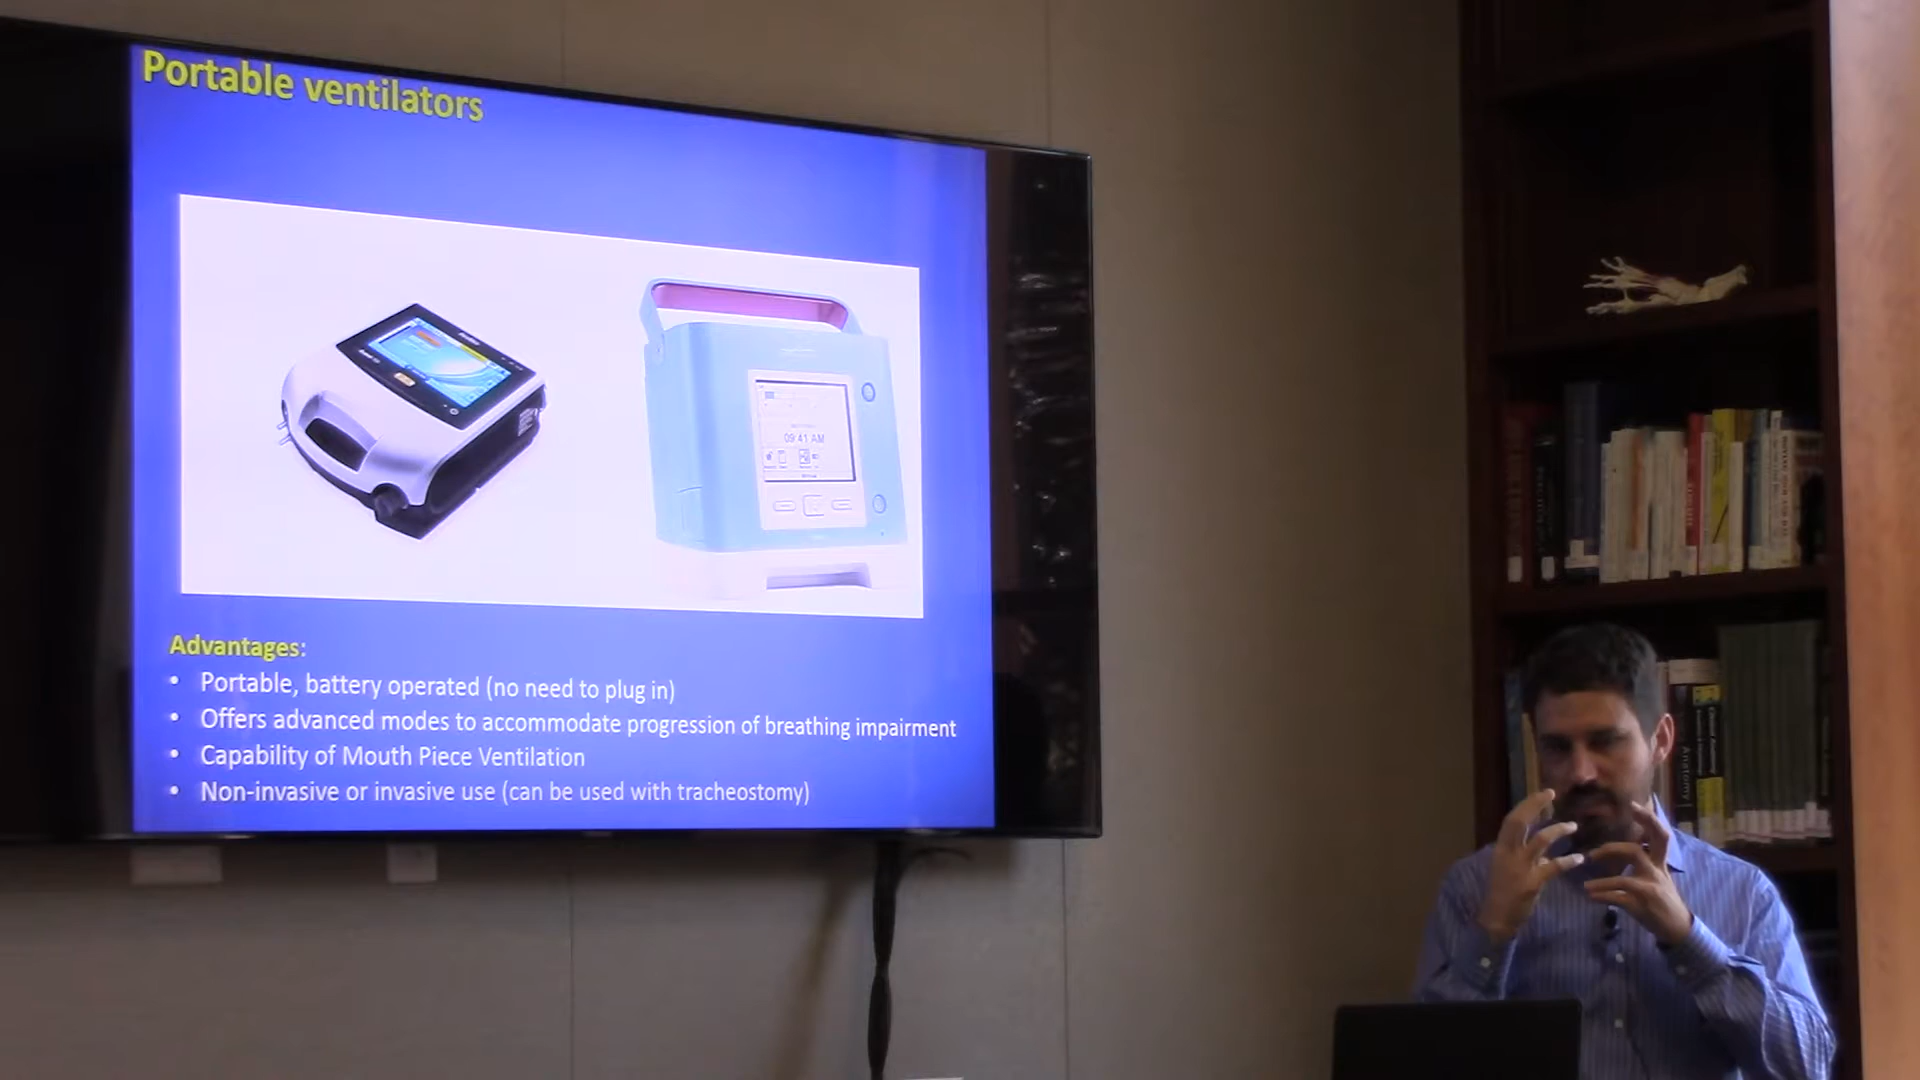 Portable ventilators
09:41 AM
Advantages:
• Portable, battery operated (no need to plug in)
• Offers advanced modes to accommodate progression of breathing impairment
• Capability of Mouth Piece Ventilation
• Non-invasive or invasive use (can be used with tracheostomy)
Anatomy